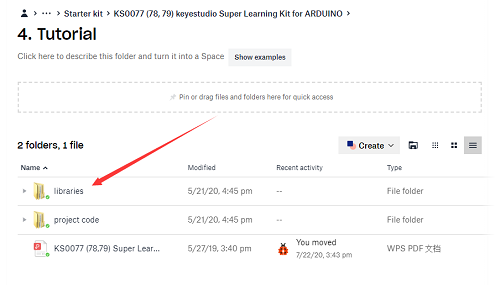 > ··· > Starter kit > KS0077 (78, 79) keyestudio Super Learning Kit for ARDUINO >
4. Tutorial
Click here to describe this folder and turn it into a Space Show examples
Pin or drag files and folders here for quick access
2 folders, 1 file Create
Name Modified Recent activity Type
libraries 5/21/20, 4:45 pm -- File folder
project code 5/21/20, 4:45 pm -- File folder
KS0077 (78,79) Super Lear... 5/27/19, 3:40 pm You moved WPS PDF 文档
7/22/20, 3:43 pm